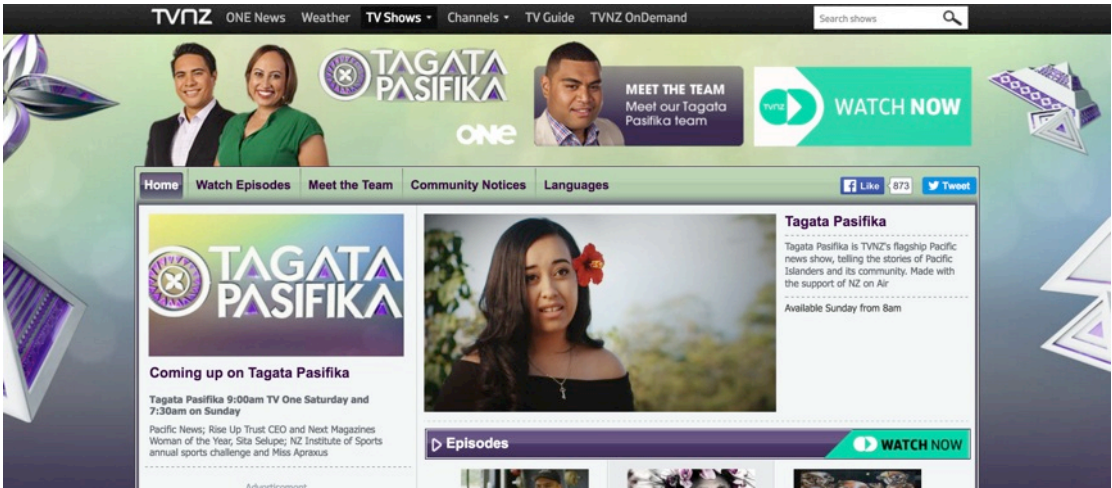 TVNZ ONE News Weather TV Shows Channels TV Guide TVNZ OnDemand Search shows
TAGATA
PASIFIKA
ONE
MEET THE TEAM
Meet our Tagata
Pasifika team
TVNZ
WATCH NOW
Home Watch Episodes Meet the Team Community Notices Languages Like 873 Tweet
TAGATA
PASIFIKA
Coming up on Tagata Pasifika
Tagata Pasifika 9:00am TV One Saturday and
7:30am on Sunday
Pacific News; Rise Up Trust CEO and Next Magazines
Woman of the Year, Sita Selupe; NZ Institute of Sports
annual sports challenge and Miss Apraxus
Advertisement
Tagata Pasifika
Tagata Pasifika is TVNZ's flagship Pacific
news show, telling the stories of Pacific
Islanders and its community. Made with
the support of NZ on Air
Available Sunday from 8am
Episodes
WATCH NOW